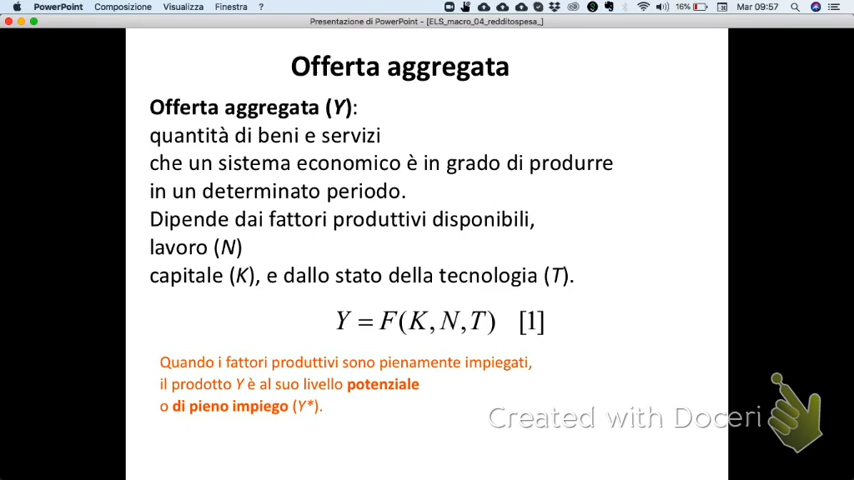 PowerPoint Composizione Visualizza Finestra ? 16% Mar 09:57
Presentazione di PowerPoint - [ELS_macro_04_redditospesa_]
Offerta aggregata
Offerta aggregata (Y):
quantità di beni e servizi
che un sistema economico è in grado di produrre
in un determinato periodo.
Dipende dai fattori produttivi disponibili,
lavoro (N)
capitale (K), e dallo stato della tecnologia (T).
Y = F(K, N, T) [1]
Quando i fattori produttivi sono pienamente impiegati,
il prodotto Y è al suo livello potenziale
o di pieno impiego (Y*).
Created with Doceri